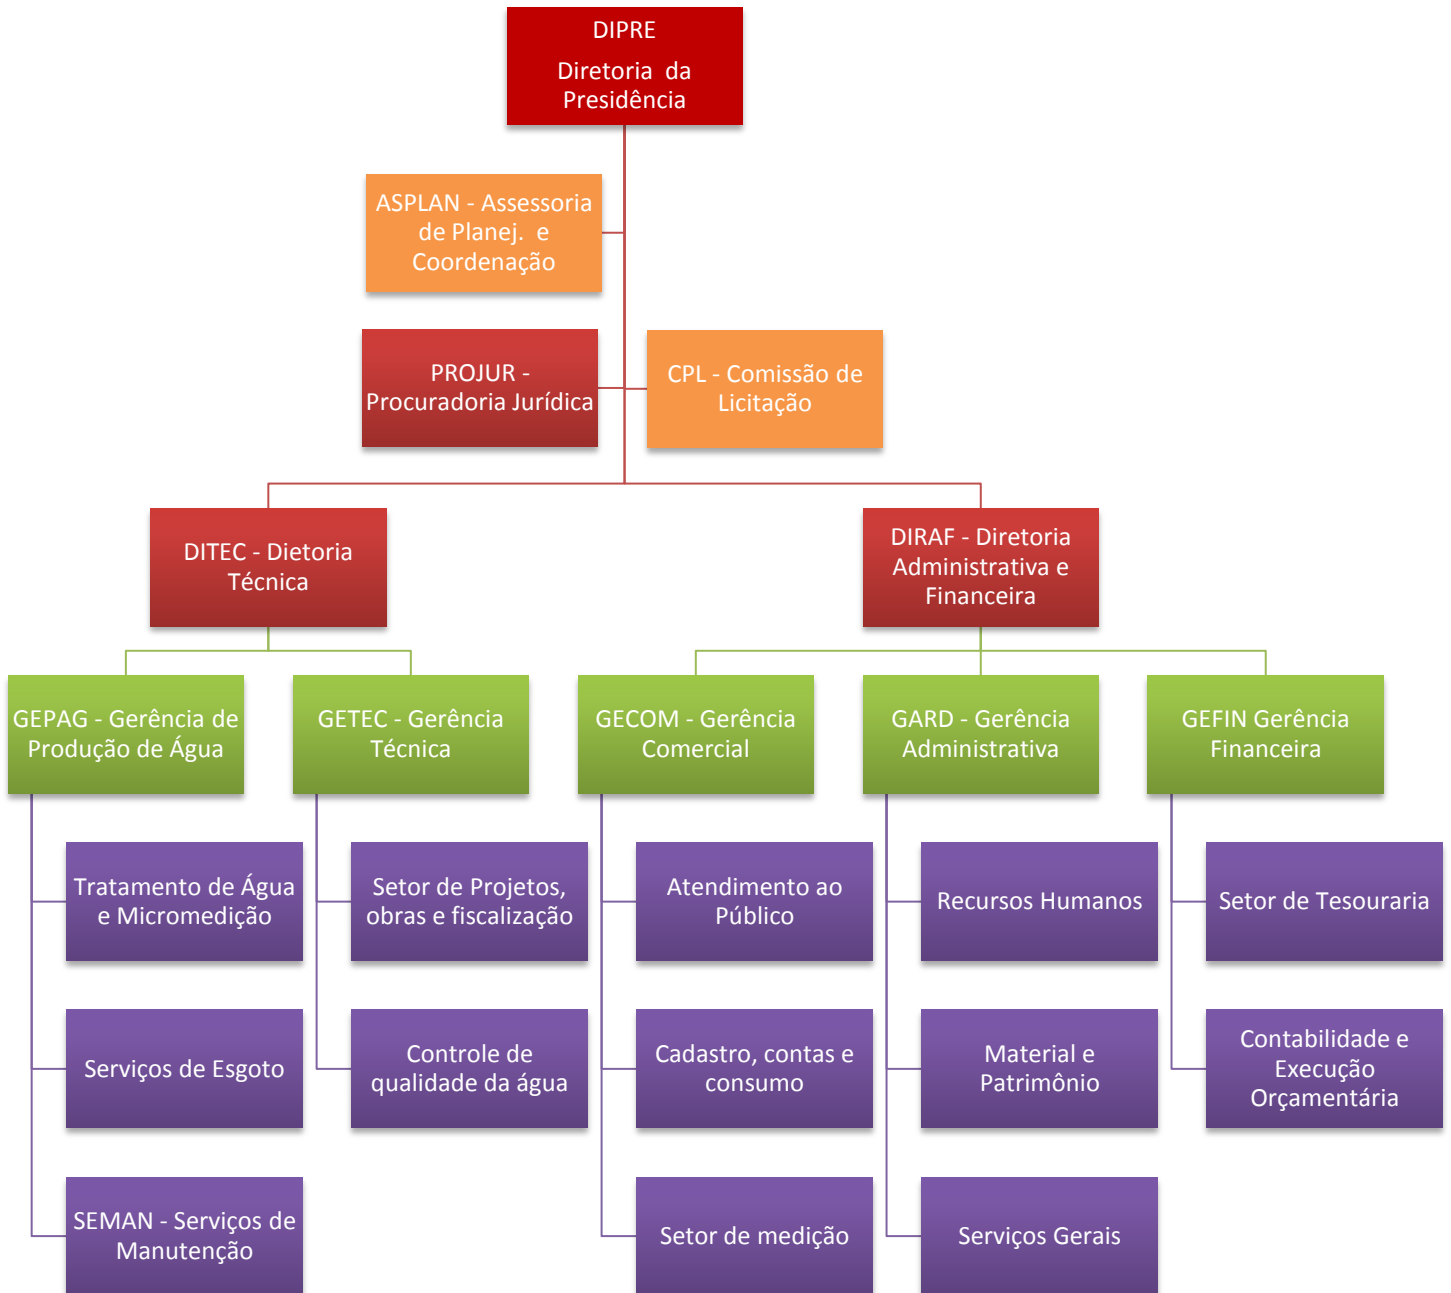 DIPRE
Diretoria da
Presidência
ASPLAN - Assessoria
de Planej. e
Coordenação
PROJUR -
Procuradoria Jurídica
CPL - Comissão de
Licitação
DITEC - Dietoria
Técnica
DIRAF - Diretoria
Administrativa e
Financeira
GEPAG - Gerência de
Produção de Água
GETEC - Gerência
Técnica
GECOM - Gerência
Comercial
GARD - Gerência
Administrativa
GEFIN Gerência
Financeira
Tratamento de Água
e Micromedição
Setor de Projetos,
obras e fiscalização
Atendimento ao
Público
Recursos Humanos
Setor de Tesouraria
Serviços de Esgoto
Controle de
qualidade da água
Cadastro, contas e
consumo
Material e
Patrimônio
Contabilidade e
Execução
Orçamentária
SEMAN - Serviços de
Manutenção
Setor de medição
Serviços Gerais